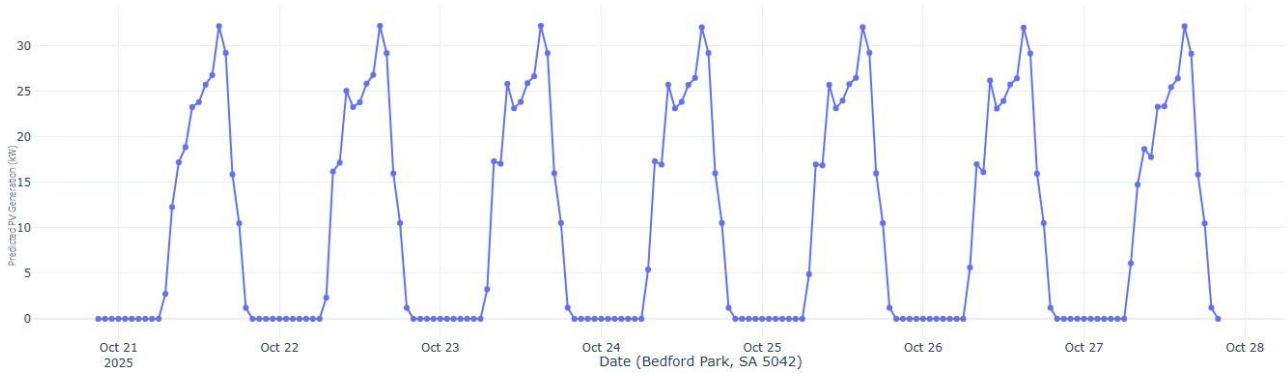 Predicted PV Generation (kW)
30
25
20
15
10
5
0
Oct 21
2025
Oct 22
Oct 23
Oct 24
Oct 25
Oct 26
Oct 27
Oct 28
Date (Bedford Park, SA 5042)